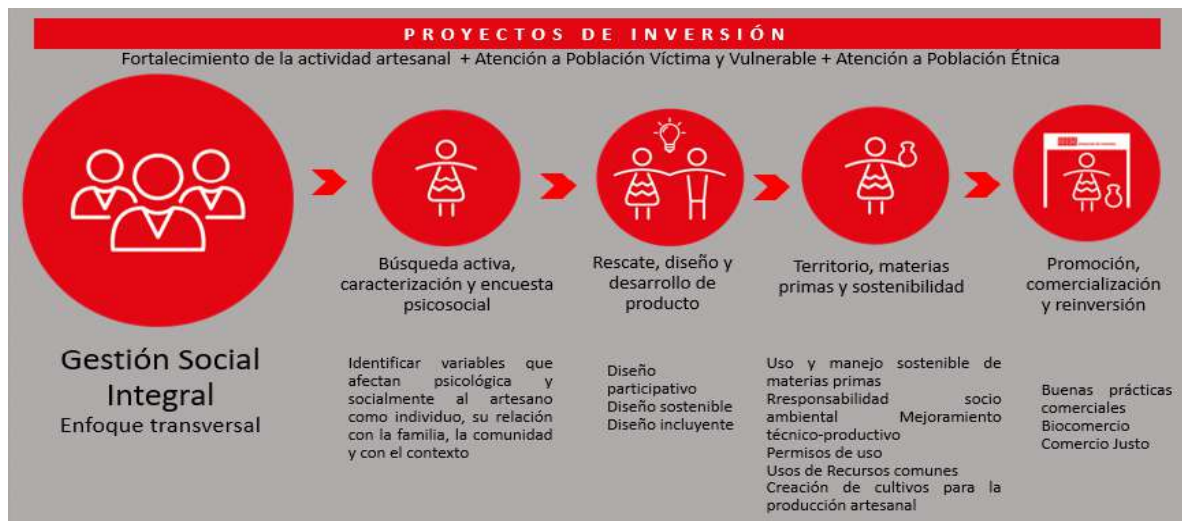 PROYECTOS DE INVERSIÓN
Fortalecimiento de la actividad artesanal + Atención a Población Víctima y Vulnerable + Atención a Población Étnica
Gestión Social
Integral
Enfoque transversal
Búsqueda activa,
caracterización y encuesta
psicosocial
Identificar variables que
afectan psicológica y
socialmente al artesano
como individuo, su relación
con la familia, la comunidad
y con el contexto
Rescate, diseño y
desarrollo de
producto
Diseño
participativo
Diseño sostenible
Diseño incluyente
Territorio, materias
primas y sostenibilidad
Uso y manejo sostenible de
materias primas
Rresponsabilidad socio
ambiental Mejoramiento
técnico-productivo
Permisos de uso
Usos de Recursos comunes
Creación de cultivos para la
producción artesanal
Promoción,
comercialización
y reinversión
Buenas prácticas
comerciales
Biocomercio
Comercio Justo